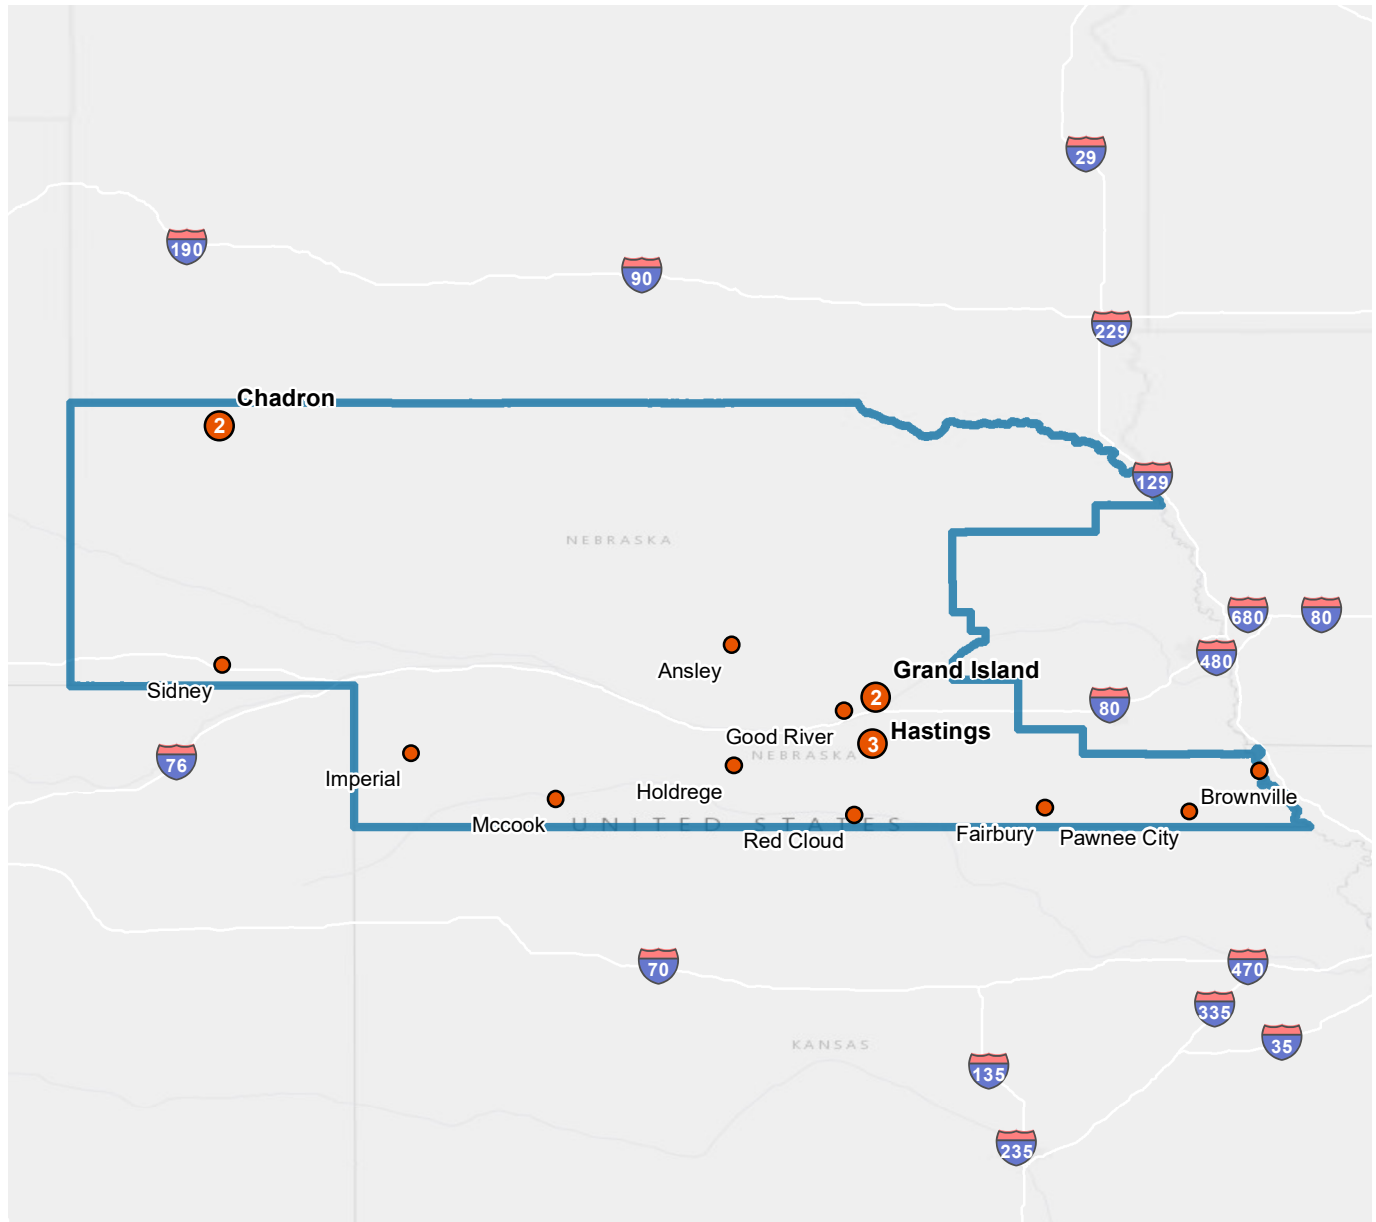 29
190
90
229
Chadron
2
129
NEBRASKA
680
80
Ansley
480
Sidney
Grand Island
2
80
Good River
Hastings
3
NEBRASKA
76
Imperial
Holdrege
Brownville
Mccook
UNITED STATES
Red Cloud
Fairbury
Pawnee City
70
470
335
35
KANSAS
135
235